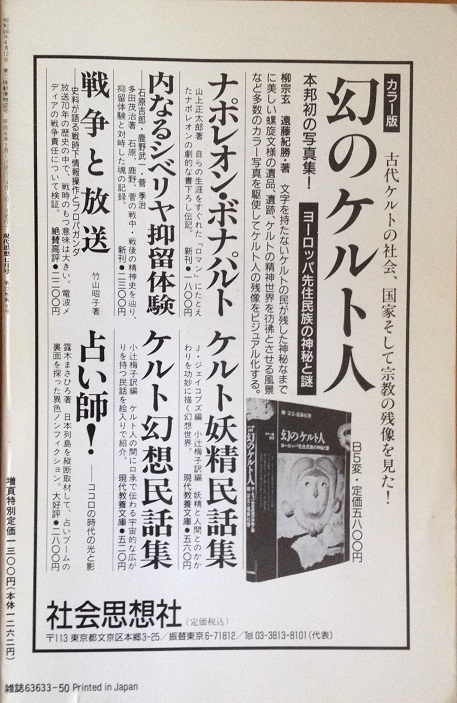 カラー版
幻のケルト人
古代ケルトの社会、国家そして宗教の残像を見た！
ヨーロッパ先住民族の神秘と謎
本邦初の写真集！
柳宗玄　遠藤紀勝・著　文字を持たないケルトの民が残した神秘なまで
に美しい螺旋文様の遺品、遺跡、ケルトの精神世界を彷彿とさせる風景
など多数のカラー写真を駆使してケルト人の残像をビジュアル化する。
B5変・定価五八〇〇円
幻のケルト人
ナポレオン・ボナパルト
山上正太郎著　自らの生涯をすぐれた「ロマン」にたとえ
たナポレオンの劇的な書下ろし伝記。　新刊●一八〇〇円
内なるシベリヤ抑留体験
石原吉郎・鹿野武一・菅季治
多田茂治著　石原、鹿野、菅の戦中・戦後の精神史を辿り、
抑留体験と対峙した魂の記録。　新刊●二三〇〇円
戦争と放送
竹山昭子著
史料が語る戦時下情報操作とプロパガンダ
放送70年の歴史の中で、戦時のもつ意味は大きい。電波メ
ディアの戦争責任について検証。　絶賛高評●二二〇〇円
ケルト妖精民話集
J・ジェイコブズ編　小辻梅子訳編　妖精と人間とのかか
わりを功妙に描く幻想世界。　現代教養文庫●五六〇円
ケルト幻想民話集
小辻梅子訳編　ケルト人の間に口承で伝わる宇宙的な広が
りを持つ民話を絵入りで紹介。　現代教養文庫●五二〇円
占い師！
――ココロの時代の光と影
露木まさひろ著　日本列島を縦断取材して、占いブームの
裏面を探った異色ノンフィクション。　大好評●二八〇〇円
社会思想社（定価税込）
〒113 東京都文京区本郷3-25／振替東京6-71812／Tel 03-3813-8101（代表）
増頁特別定価一三〇〇円（本体一二六二円）
雑誌63633-50 Printed in Japan